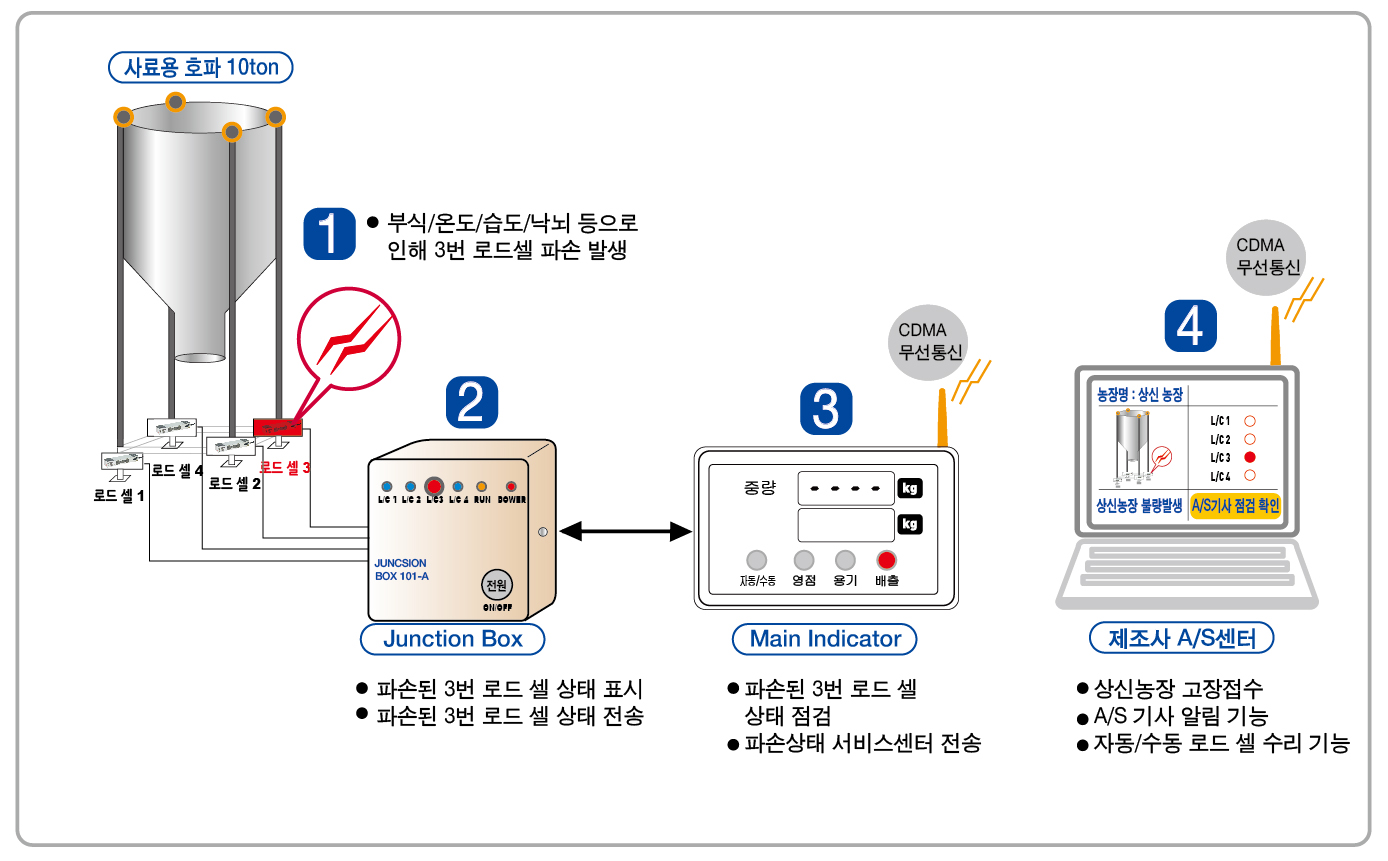 사료용 호파 10ton
1
● 부식/온도/습도/낙뇌 등으로
인해 3번 로드셀 파손 발생
로드 셀 1
로드 셀 4
로드 셀 2
로드 셀 3
2
L/C 1 L/C 2 L/C3 L/C 4 RUN DOWER
JUNCSION
BOX 101-A
전원
ON/OFF
Junction Box
● 파손된 3번 로드 셀 상태 표시
● 파손된 3번 로드 셀 상태 전송
3
CDMA
무선통신
중량 - - - - kg
kg
자동/수동 영점 용기 배출
Main Indicator
● 파손된 3번 로드 셀
상태 점검
● 파손상태 서비스센터 전송
4
CDMA
무선통신
농장명 : 상신 농장
L/C 1
L/C 2
L/C 3
L/C 4
상신농장 불량발생
A/S기사 점검 확인
제조사 A/S센터
● 상신농장 고장접수
● A/S 기사 알림 기능
● 자동/수동 로드 셀 수리 기능